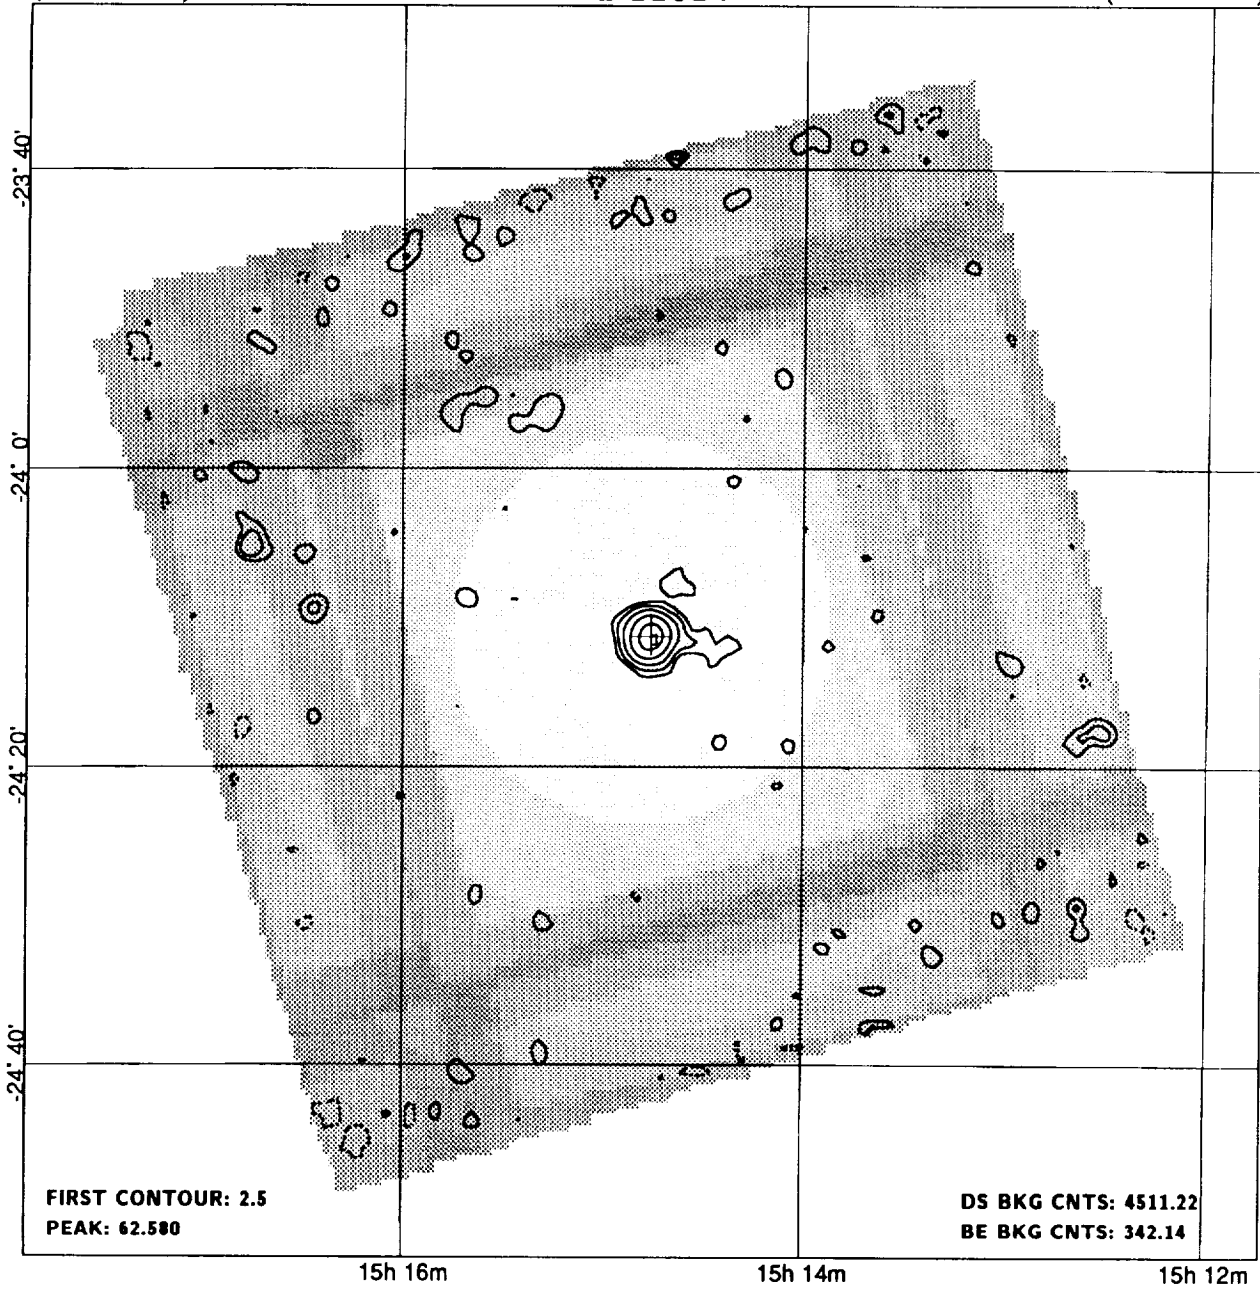 -23° 40'
-24° 0'
-24° 20'
-24° 40'
FIRST CONTOUR: 2.5
PEAK: 62.580
DS BKG CNTS: 4511.22
BE BKG CNTS: 342.14
15h 16m
15h 14m
15h 12m